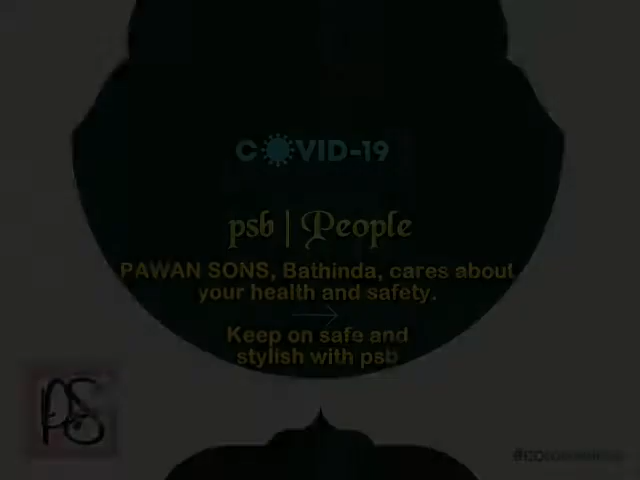 COVID-19
psb | People
PAWAN SONS, Bathinda, cares about
your health and safety.
Keep on safe and
stylish with psb
PS